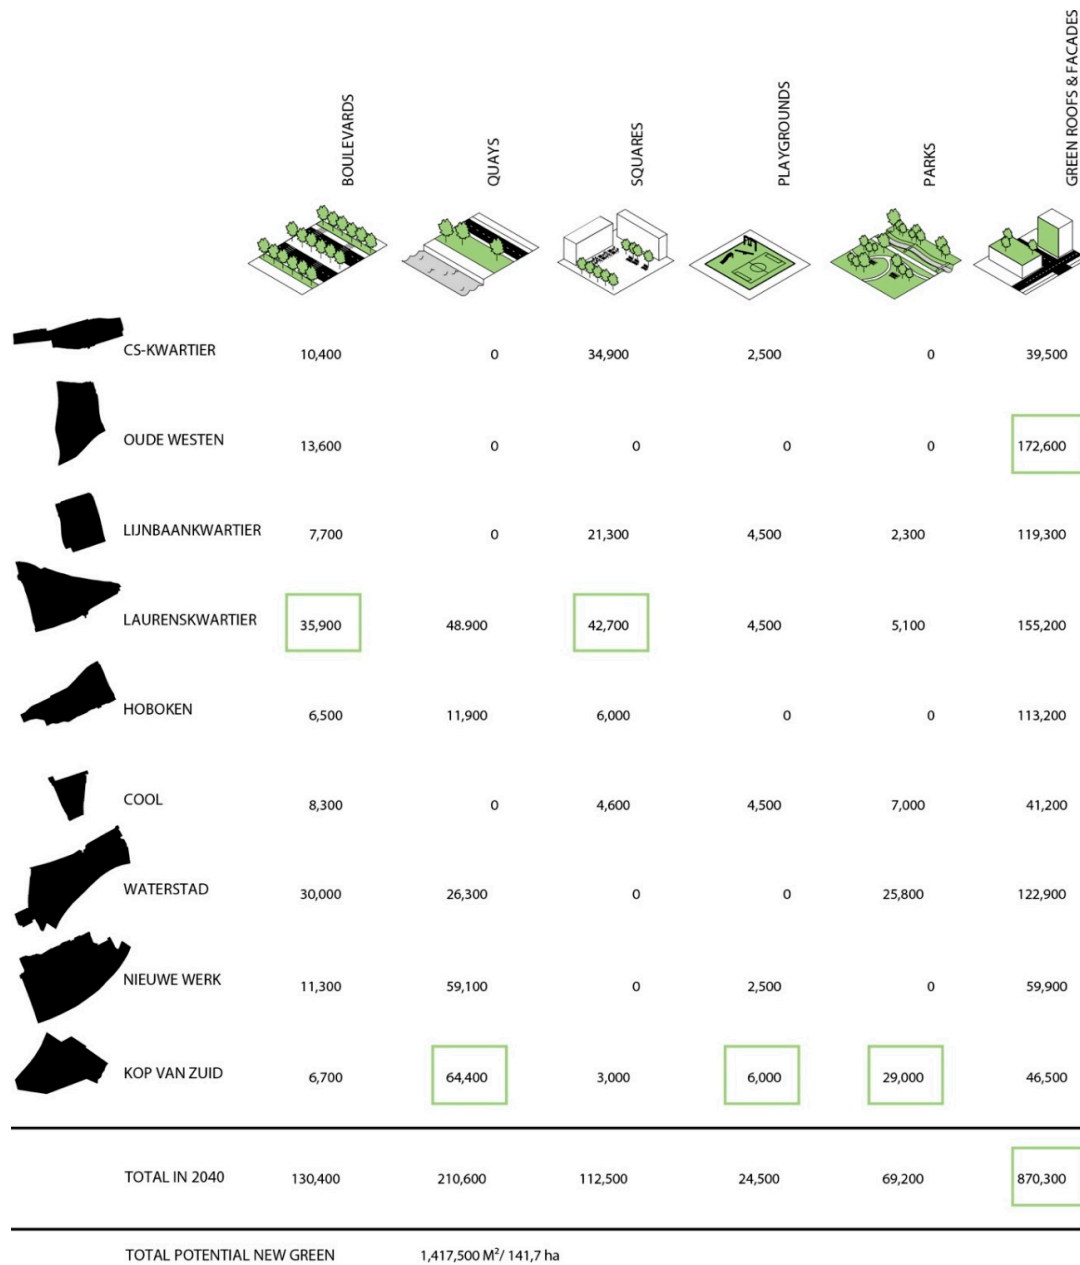 BOULEVARDS QUAYS SQUARES PLAYGROUNDS PARKS GREEN ROOFS & FACADES
CS-KWARTIER 10,400 0 34,900 2,500 0 39,500
OUDE WESTEN 13,600 0 0 0 0 172,600
LIJNBAANKWARTIER 7,700 0 21,300 4,500 2,300 119,300
LAURENSKWARTIER 35,900 48.900 42,700 4,500 5,100 155,200
HOBOKEN 6,500 11,900 6,000 0 0 113,200
COOL 8,300 0 4,600 4,500 7,000 41,200
WATERSTAD 30,000 26,300 0 0 25,800 122,900
NIEUWE WERK 11,300 59,100 0 2,500 0 59,900
KOP VAN ZUID 6,700 64,400 3,000 6,000 29,000 46,500
TOTAL IN 2040 130,400 210,600 112,500 24,500 69,200 870,300
TOTAL POTENTIAL NEW GREEN 1,417,500 M²/ 141,7 ha